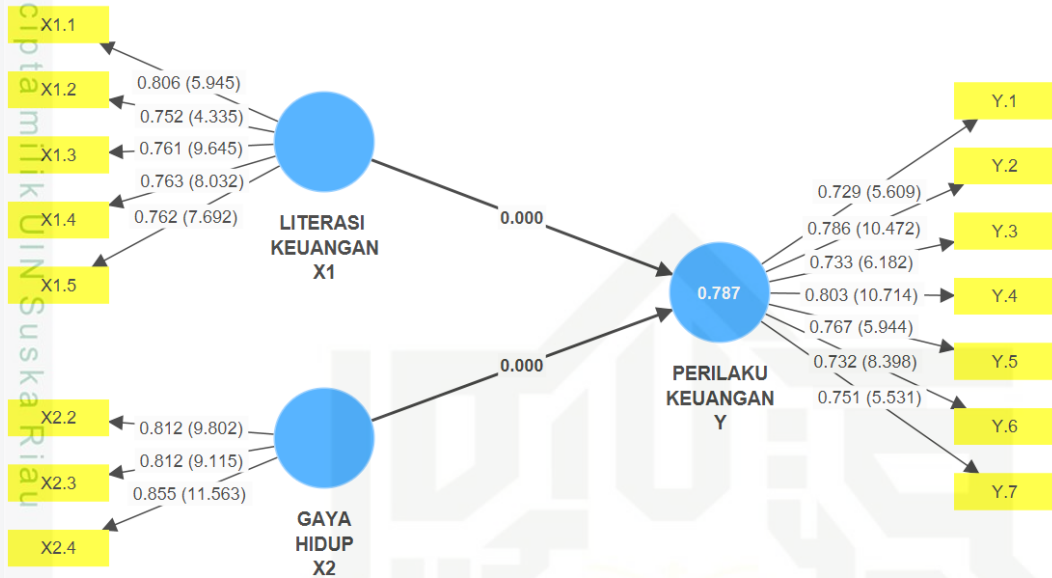 X1.1
X1.2
X1.3
X1.4
X1.5
0.806 (5.945)
0.752 (4.335)
0.761 (9.645)
0.763 (8.032)
0.762 (7.692)
LITERASI
KEUANGAN
X1
0.000
X2.2
X2.3
X2.4
0.812 (9.802)
0.812 (9.115)
0.855 (11.563)
GAYA
HIDUP
X2
0.000
0.787
PERILAKU
KEUANGAN
Y
0.729 (5.609)
0.786 (10.472)
0.733 (6.182)
0.803 (10.714)
0.767 (5.944)
0.732 (8.398)
0.751 (5.531)
Y.1
Y.2
Y.3
Y.4
Y.5
Y.6
Y.7
cipta milik UIN Suska Riau